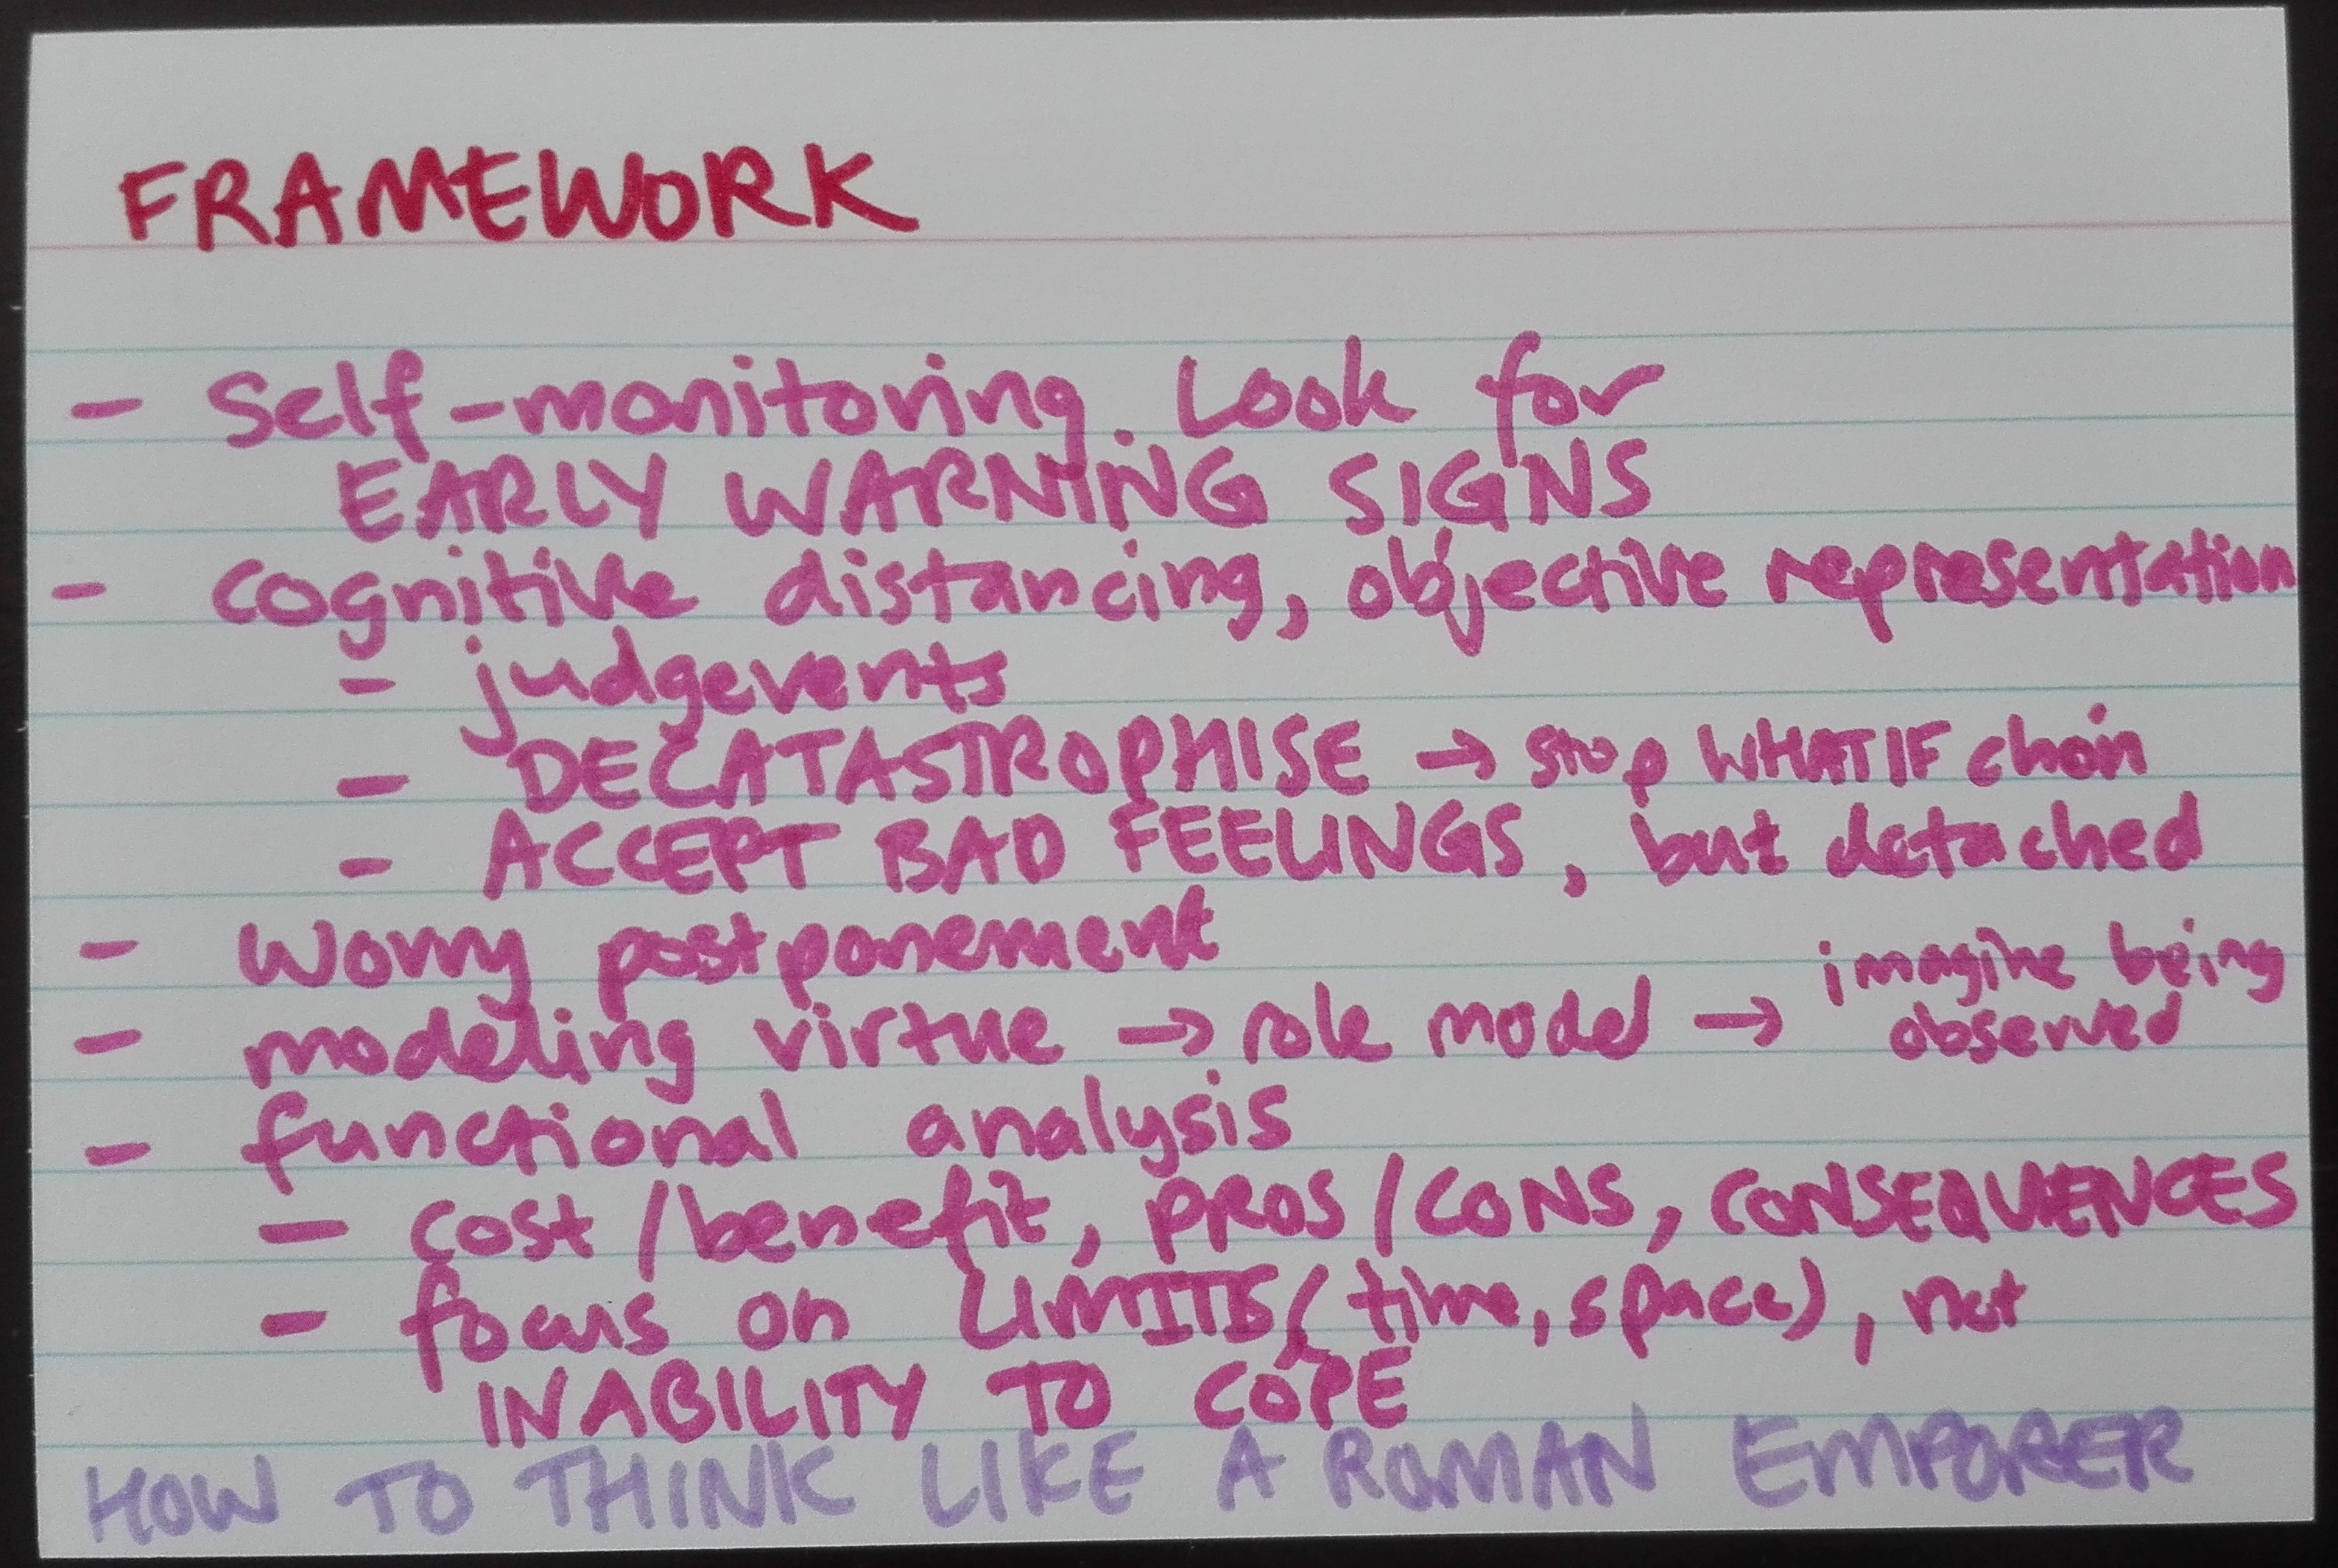 FRAMEWORK
- Self-monitoring. Look for
EARLY WARNING SIGNS
- cognitive distancing, objective representation
- judgevents
- DECATASTROPHISE → stop WHAT IF chain
- ACCEPT BAD FEELINGS, but detached
- Worry postponement
- modeling virtue → role model → imagine being observed
- functional analysis
- cost/benefit, PROS/CONS, CONSEQUENCES
- focus on LIMITS (time, space), not
INABILITY TO COPE
HOW TO THINK LIKE A ROMAN EMPORER